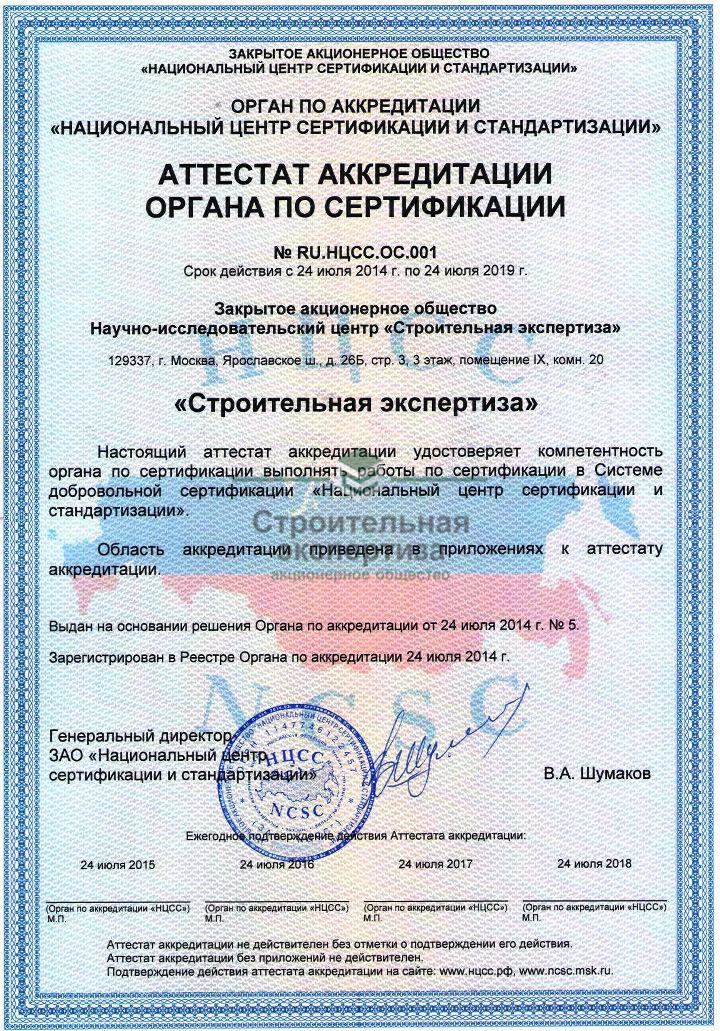 ЗАКРЫТОЕ АКЦИОНЕРНОЕ ОБЩЕСТВО
«НАЦИОНАЛЬНЫЙ ЦЕНТР СЕРТИФИКАЦИИ И СТАНДАРТИЗАЦИИ»
ОРГАН ПО АККРЕДИТАЦИИ
«НАЦИОНАЛЬНЫЙ ЦЕНТР СЕРТИФИКАЦИИ И СТАНДАРТИЗАЦИИ»
АТТЕСТАТ АККРЕДИТАЦИИ
ОРГАНА ПО СЕРТИФИКАЦИИ
№ RU.НЦСС.ОС.001
Срок действия с 24 июля 2014 г. по 24 июля 2019 г.
Закрытое акционерное общество
Научно-исследовательский центр «Строительная экспертиза»
НЦСС
129337, г. Москва, Ярославское ш., д. 26Б, стр. 3, 3 этаж, помещение IX, комн. 20
«Строительная экспертиза»
Настоящий аттестат аккредитации удостоверяет компетентность
органа по сертификации выполнять работы по сертификации в Системе
добровольной сертификации «Национальный центр сертификации и
стандартизации».
Строительная
экспертиза
акционерное общество
Область аккредитации приведена в приложениях к аттестату
аккредитации.
Выдан на основании решения Органа по аккредитации от 24 июля 2014 г. № 5.
Зарегистрирован в Реестре Органа по аккредитации 24 июля 2014 г.
NCSC
Генеральный директор
ЗАО «Национальный центр
сертификации и стандартизации»
В.А. Шумаков
НЦСС
NCSC
Ежегодное подтверждение действия Аттестата аккредитации:
24 июля 2015 24 июля 2016 24 июля 2017 24 июля 2018
(Орган по аккредитации «НЦСС») (Орган по аккредитации «НЦСС») (Орган по аккредитации «НЦСС») (Орган по аккредитации «НЦСС»)
М.П. М.П. М.П. М.П.
Аттестат аккредитации не действителен без отметки о подтверждении его действия.
Аттестат аккредитации без приложений не действителен.
Подтверждение действия аттестата аккредитации на сайте: www.нцсс.рф, www.ncsc.msk.ru.